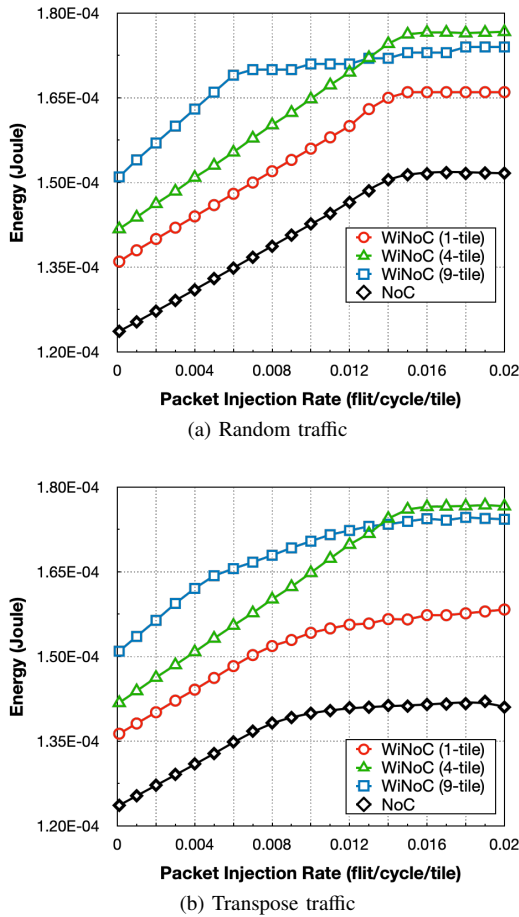 1.80E-04
1.65E-04
1.50E-04
1.35E-04
1.20E-04
Energy (Joule)
WiNoC (1-tile)
WiNoC (4-tile)
WiNoC (9-tile)
NoC
0 0.004 0.008 0.012 0.016 0.02
Packet Injection Rate (flit/cycle/tile)
(a) Random traffic
1.80E-04
1.65E-04
1.50E-04
1.35E-04
1.20E-04
Energy (Joule)
WiNoC (1-tile)
WiNoC (4-tile)
WiNoC (9-tile)
NoC
0 0.004 0.008 0.012 0.016 0.02
Packet Injection Rate (flit/cycle/tile)
(b) Transpose traffic